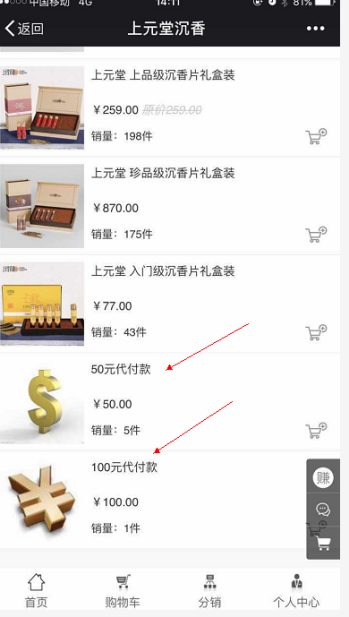 中国移动 4G 14:11 81%
返回 上元堂沉香
上元堂 上品级沉香片礼盒装
￥259.00 原价259.00
销量：198件
上元堂 珍品级沉香片礼盒装
￥870.00
销量：175件
上元堂 入门级沉香片礼盒装
￥77.00
销量：43件
50元代付款
￥50.00
销量：5件
100元代付款
￥100.00
销量：1件
赚
首页 购物车 分销 个人中心